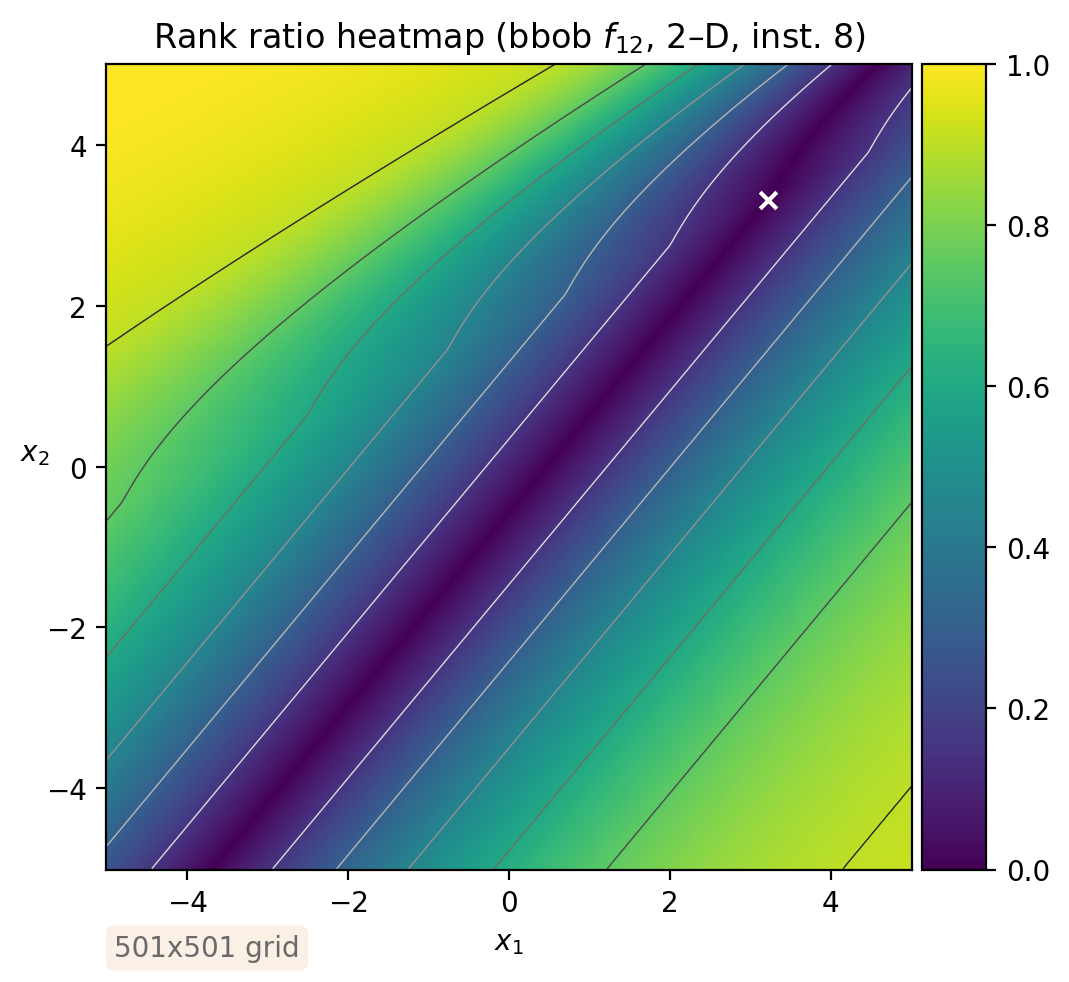 Rank ratio heatmap (bbob f₁₂, 2–D, inst. 8)
1.0
0.8
0.6
0.4
0.2
0.0
4
2
0
−2
−4
x₂
−4 −2 0 2 4
x₁
501x501 grid